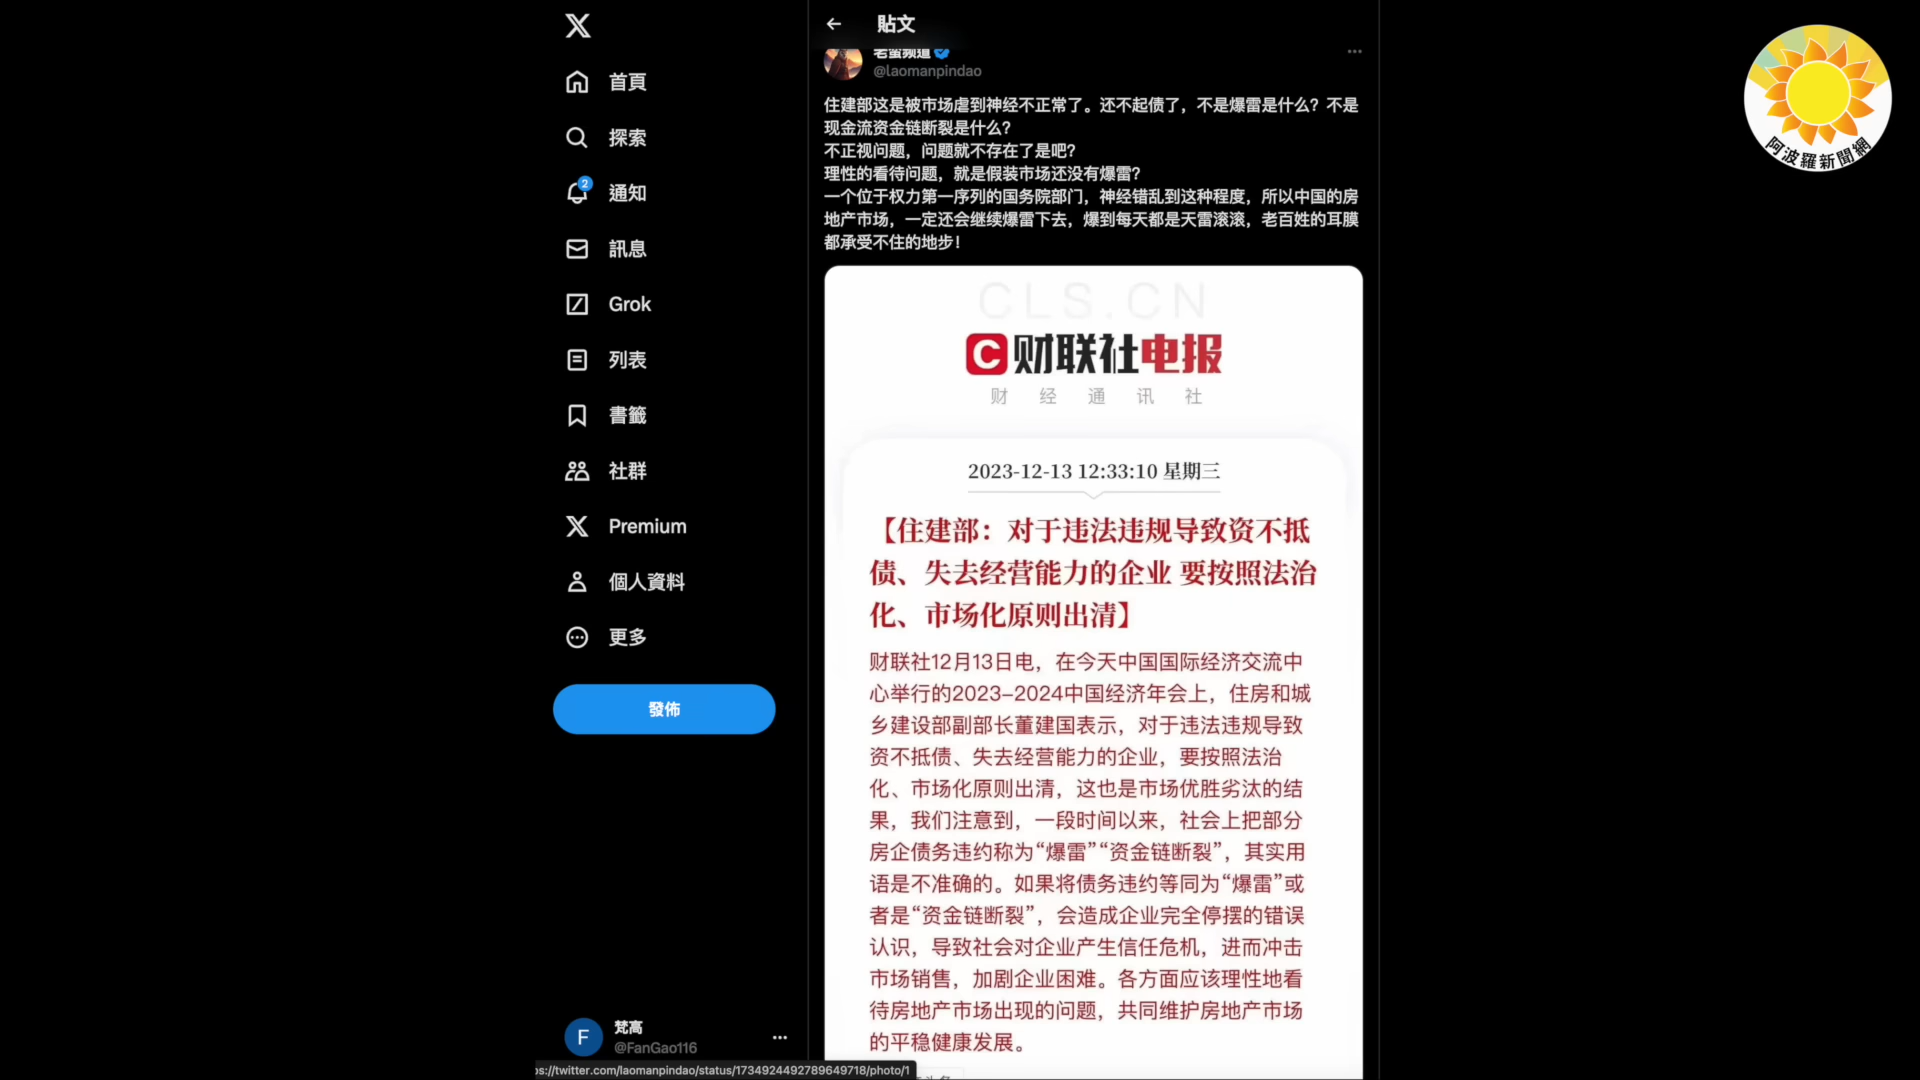 貼文
老蛮频道
@laomanpindao
首頁
探索
2
通知
訊息
Grok
列表
書籤
社群
Premium
個人資料
更多
發佈
梵高
@FanGao116
住建部这是被市场虐到神经不正常了。还不起债了，不是爆雷是什么？不是
现金流资金链断裂是什么？
不正视问题，问题就不存在了是吧？
理性的看待问题，就是假装市场还没有爆雷？
一个位于权力第一序列的国务院部门，神经错乱到这种程度，所以中国的房
地产市场，一定还会继续爆雷下去，爆到每天都是天雷滚滚，老百姓的耳膜
都承受不住的地步！
CLS.CN
C财联社电报
财经通讯社
2023-12-13 12:33:10 星期三
【住建部：对于违法违规导致资不抵
债、失去经营能力的企业 要按照法治
化、市场化原则出清】
财联社12月13日电，在今天中国国际经济交流中
心举行的2023–2024中国经济年会上，住房和城
乡建设部副部长董建国表示，对于违法违规导致
资不抵债、失去经营能力的企业，要按照法治
化、市场化原则出清，这也是市场优胜劣汰的结
果，我们注意到，一段时间以来，社会上把部分
房企债务违约称为“爆雷”“资金链断裂”，其实用
语是不准确的。如果将债务违约等同为“爆雷”或
者是“资金链断裂”，会造成企业完全停摆的错误
认识，导致社会对企业产生信任危机，进而冲击
市场销售，加剧企业困难。各方面应该理性地看
待房地产市场出现的问题，共同维护房地产市场
的平稳健康发展。
ps://twitter.com/laomanpindao/status/1734924492789649718/photo/1
阿波羅新聞網